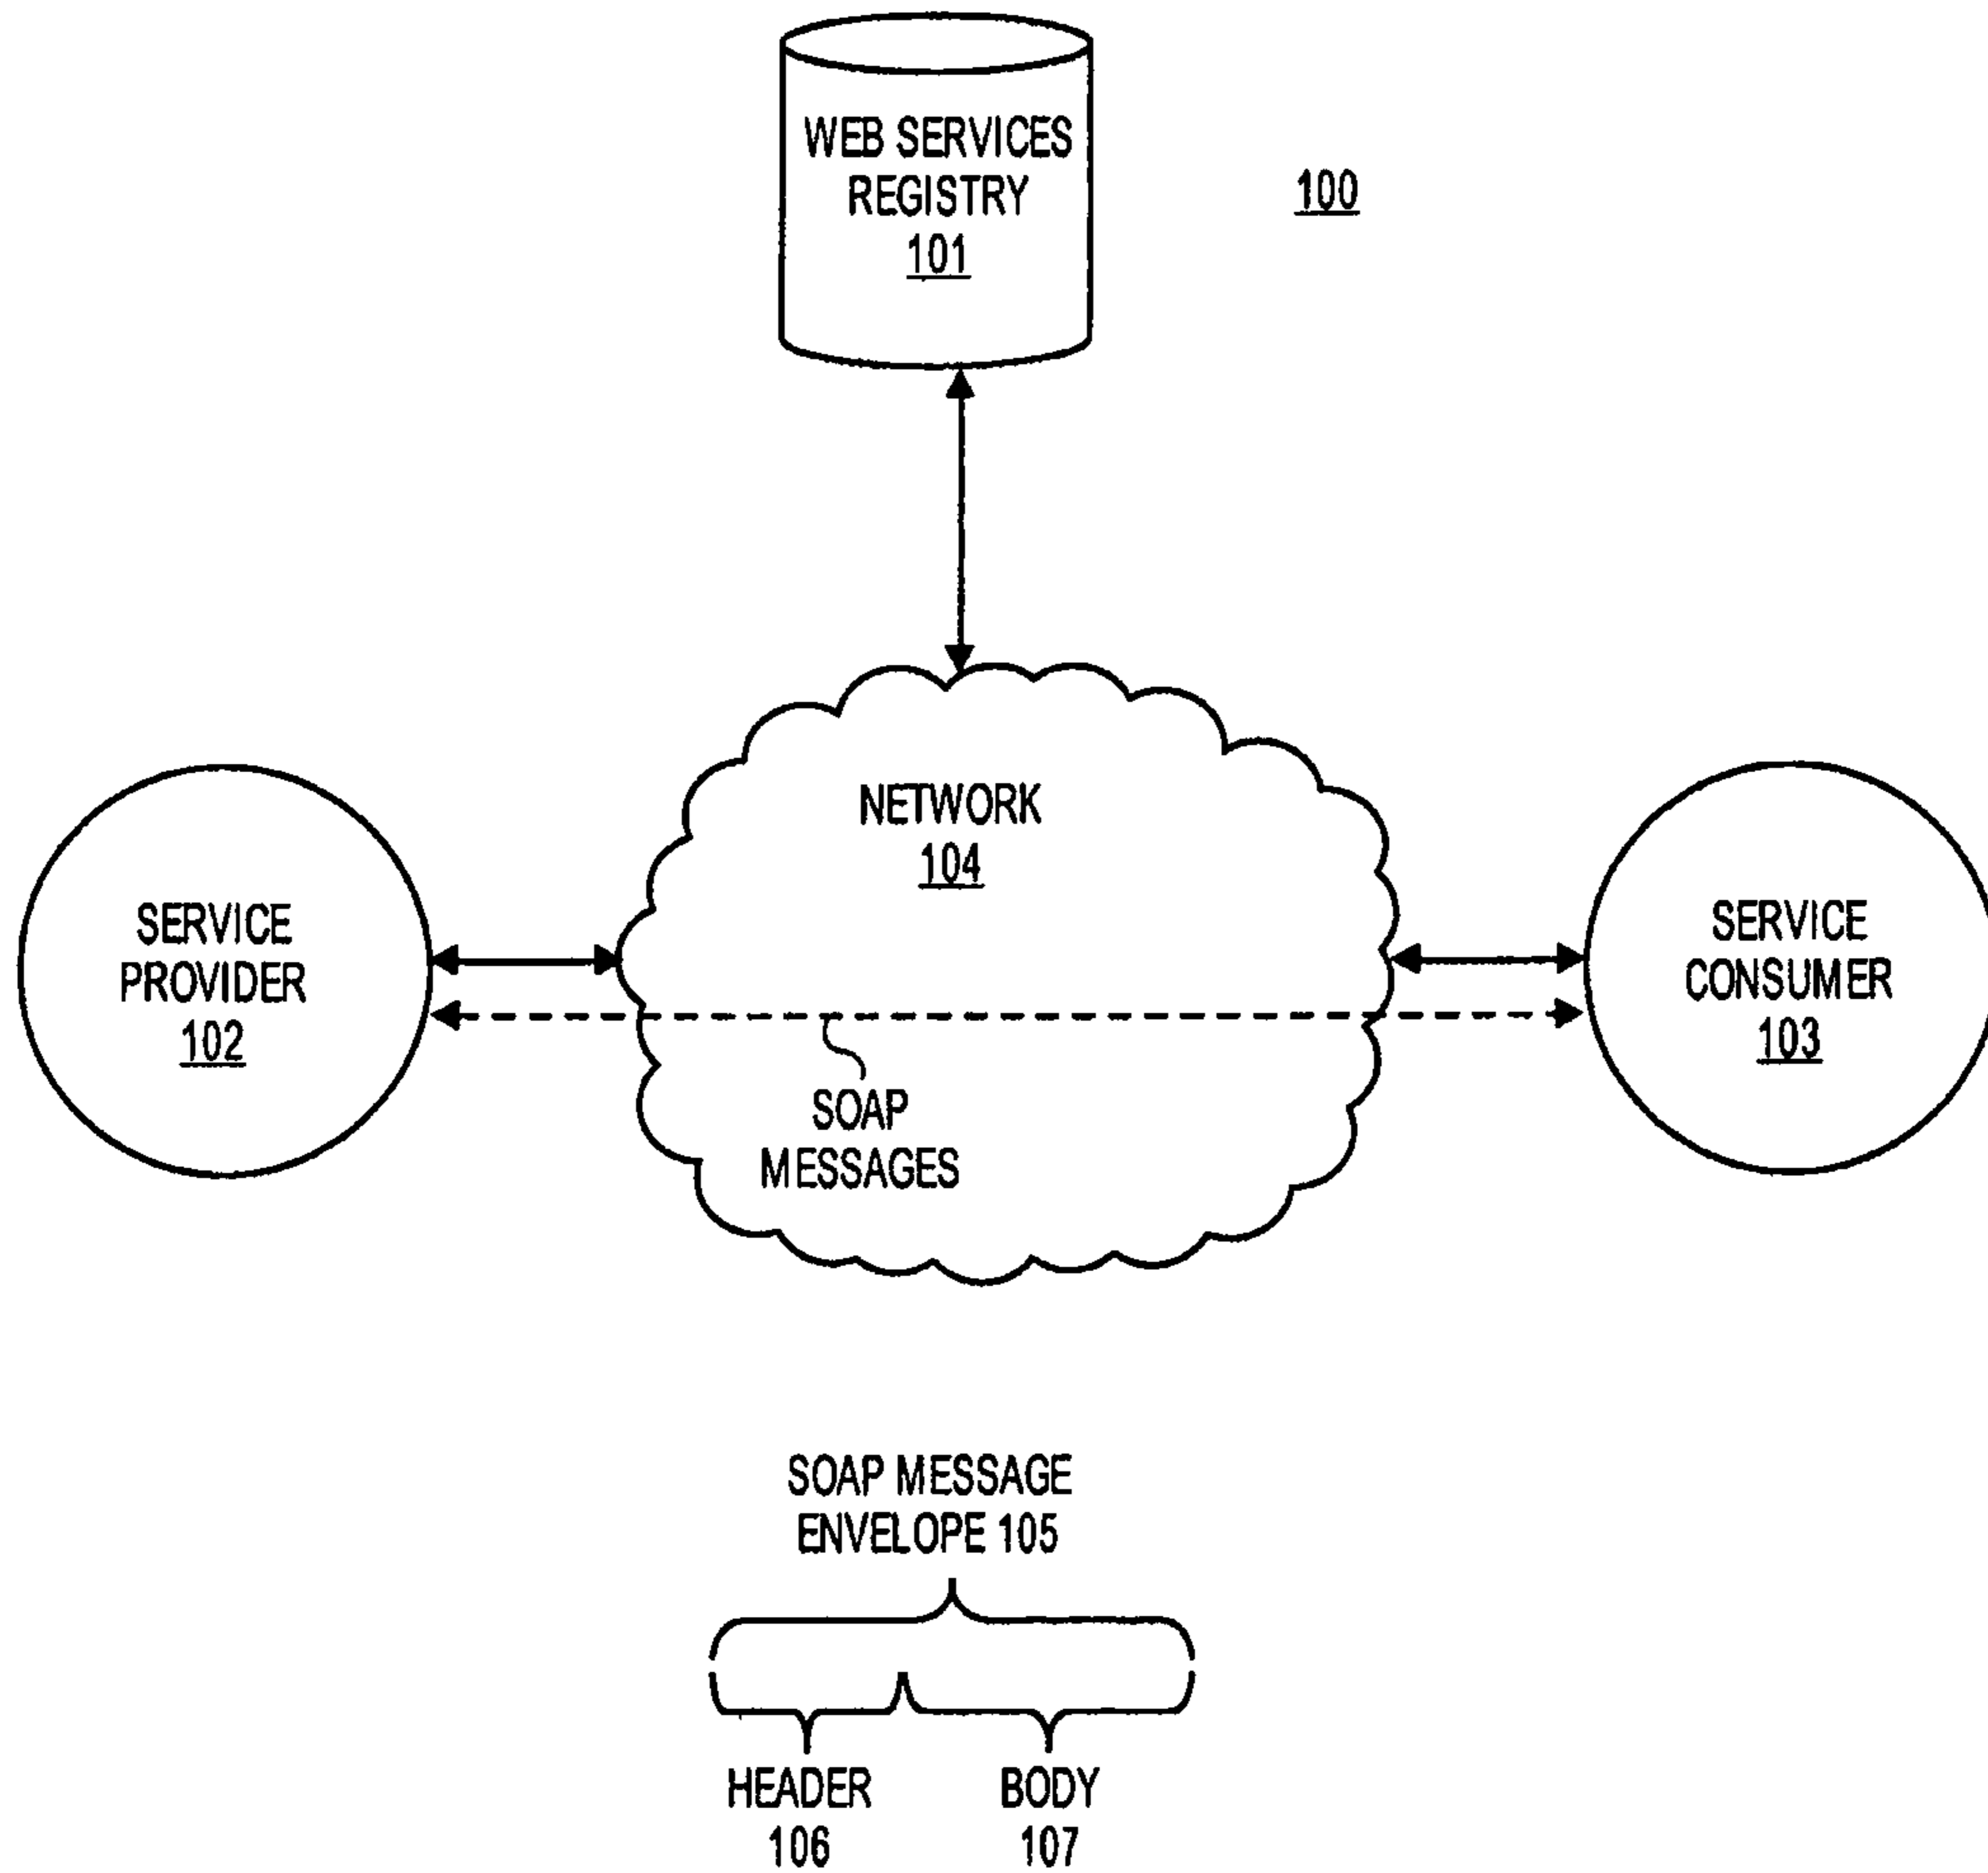 WEB SERVICES
REGISTRY
101
100
NETWORK
104
SERVICE
PROVIDER
102
SERVICE
CONSUMER
103
SOAP
MESSAGES
SOAP MESSAGE
ENVELOPE 105
HEADER
106
BODY
107